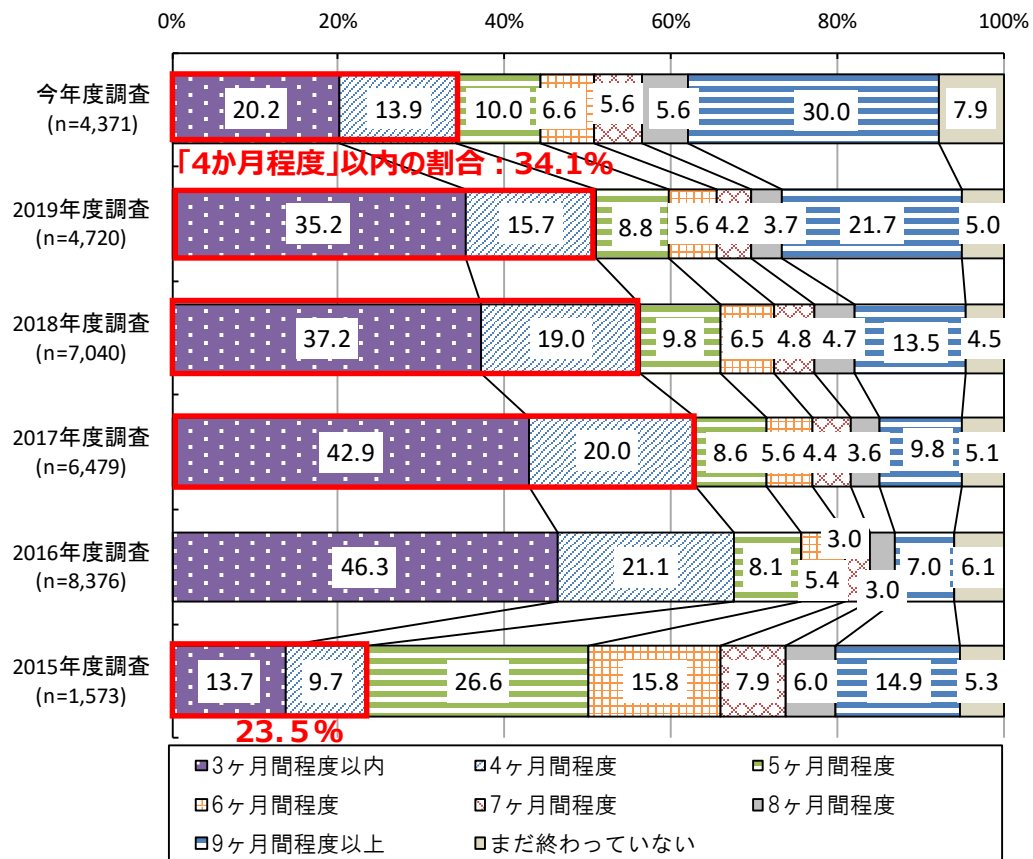 0% 20% 40% 60% 80% 100%
今年度調査
(n=4,371)
20.2 13.9 10.0 6.6 5.6 5.6 30.0 7.9
「4か月程度」以内の割合：34.1%
2019年度調査
(n=4,720)
35.2 15.7 8.8 5.6 4.2 3.7 21.7 5.0
2018年度調査
(n=7,040)
37.2 19.0 9.8 6.5 4.8 4.7 13.5 4.5
2017年度調査
(n=6,479)
42.9 20.0 8.6 5.6 4.4 3.6 9.8 5.1
2016年度調査
(n=8,376)
46.3 21.1 8.1 5.4 3.0 3.0 7.0 6.1
2015年度調査
(n=1,573)
13.7 9.7 26.6 15.8 7.9 6.0 14.9 5.3
23.5%
3ヶ月間程度以内 4ヶ月間程度 5ヶ月間程度
6ヶ月間程度 7ヶ月間程度 8ヶ月間程度
9ヶ月間程度以上 まだ終わっていない